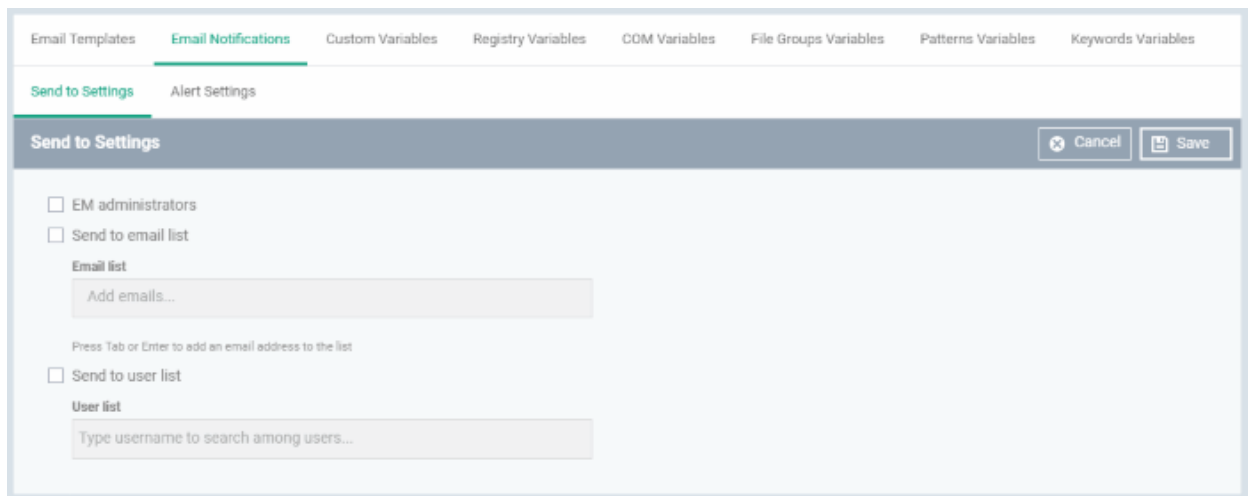 Email Templates Email Notifications Custom Variables Registry Variables COM Variables File Groups Variables Patterns Variables Keywords Variables
Send to Settings Alert Settings
Send to Settings Cancel Save
EM administrators
Send to email list
Email list
Add emails...
Press Tab or Enter to add an email address to the list
Send to user list
User list
Type username to search among users...